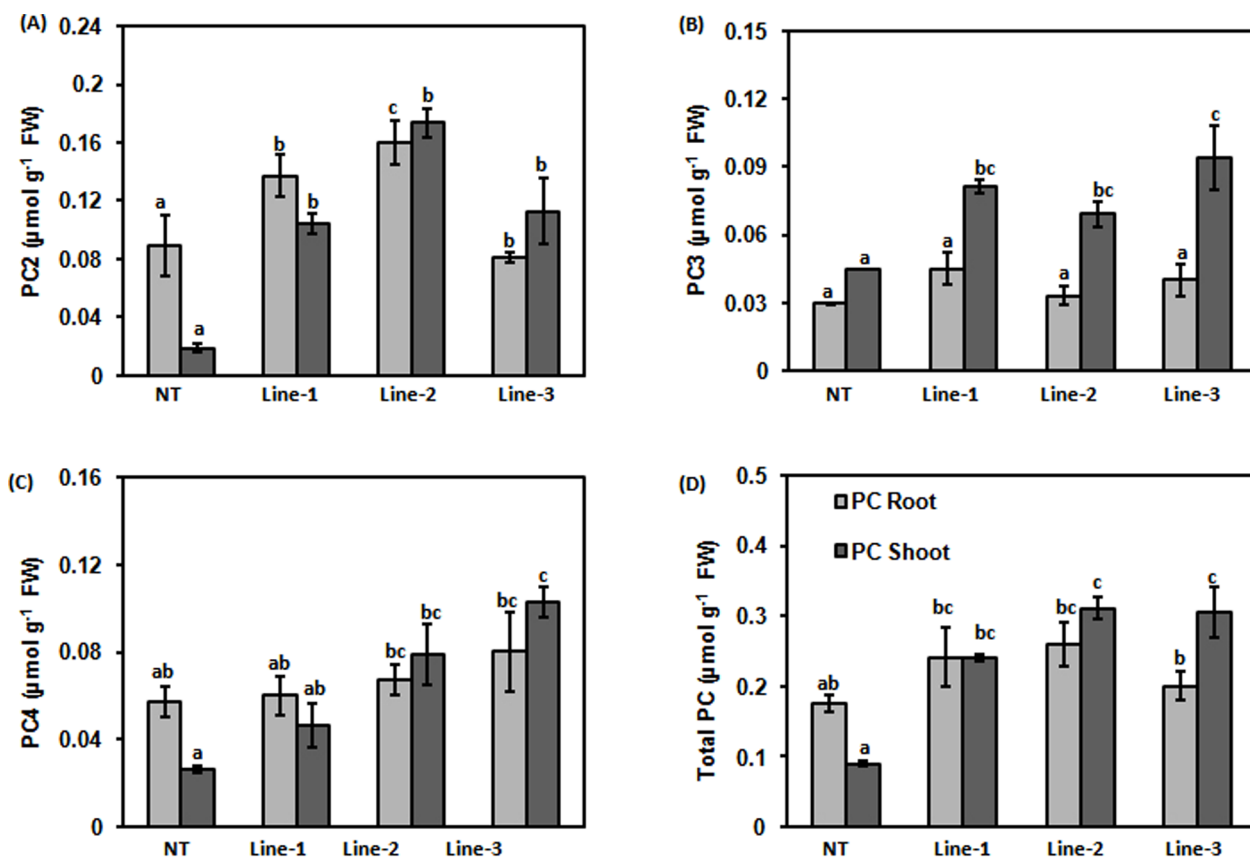 (A)
0.24
0.2
0.16
0.12
0.08
0.04
0
PC2 (µmol g⁻¹ FW)
a a b b c b b b
NT Line-1 Line-2 Line-3
(B)
0.15
0.12
0.09
0.06
0.03
0
PC3 (µmol g⁻¹ FW)
a a a bc a bc a c
NT Line-1 Line-2 Line-3
(C)
0.16
0.12
0.08
0.04
0
PC4 (µmol g⁻¹ FW)
ab a ab ab bc bc bc c
NT Line-1 Line-2 Line-3
(D)
0.5
0.4
0.3
0.2
0.1
0
Total PC (µmol g⁻¹ FW)
PC Root
PC Shoot
ab a bc bc bc c b c
NT Line-1 Line-2 Line-3